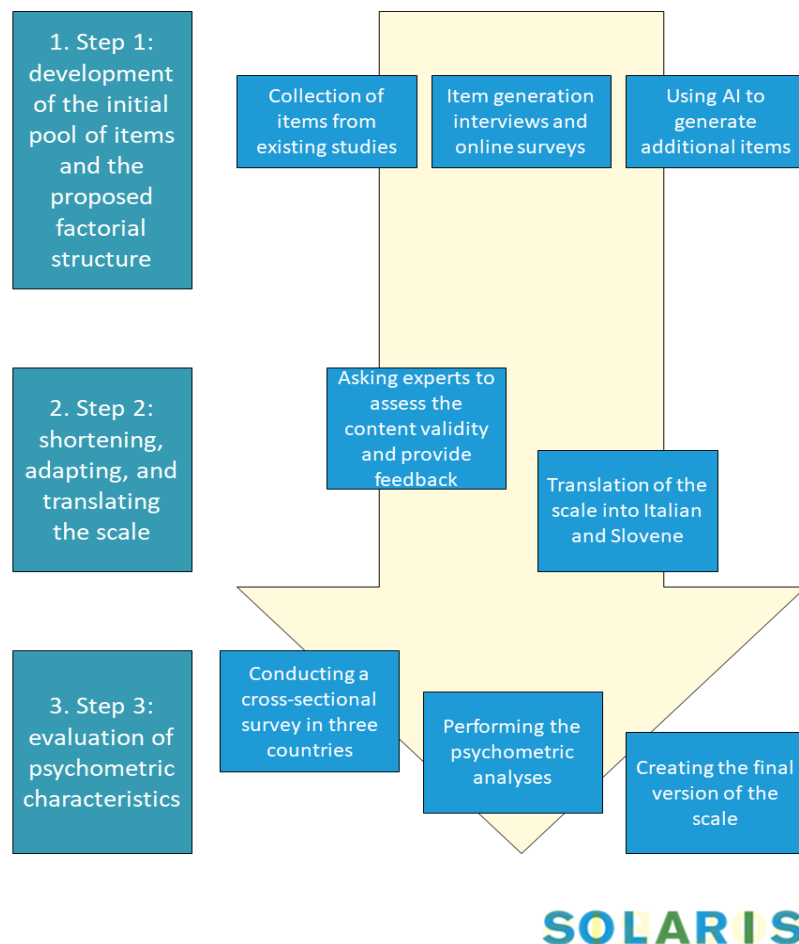 1. Step 1:
development
of the initial
pool of items
and the
proposed
factorial
structure
Collection of
items from
existing studies
Item generation
interviews and
online surveys
Using AI to
generate
additional items
2. Step 2:
shortening,
adapting, and
translating
the scale
Asking experts to
assess the
content validity
and provide
feedback
Translation of the
scale into Italian
and Slovene
3. Step 3:
evaluation of
psychometric
characteristics
Conducting a
cross-sectional
survey in three
countries
Performing the
psychometric
analyses
Creating the final
version of the
scale
SOLARIS